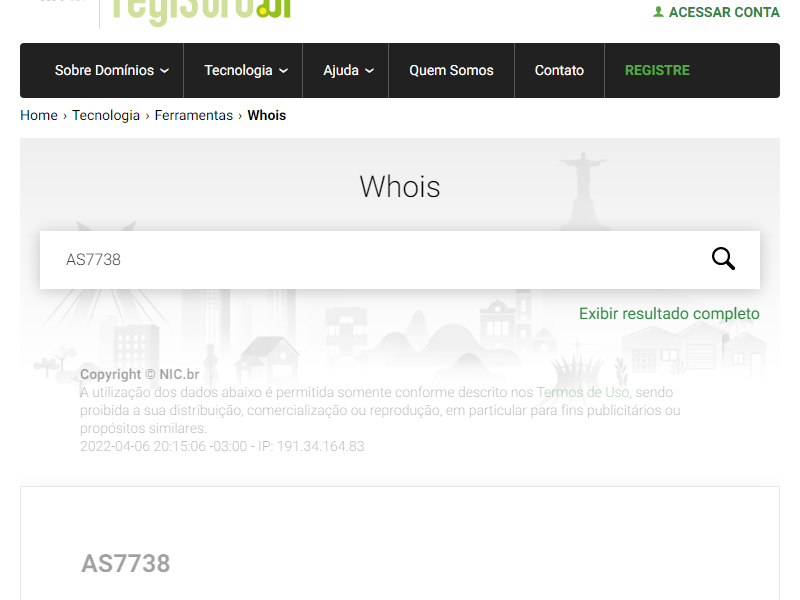 registro.br
ACESSAR CONTA
Sobre Domínios
Tecnologia
Ajuda
Quem Somos
Contato
REGISTRE
Home › Tecnologia › Ferramentas › Whois
Whois
AS7738
Exibir resultado completo
Copyright © NIC.br
A utilização dos dados abaixo é permitida somente conforme descrito nos Termos de Uso, sendo
proibida a sua distribuição, comercialização ou reprodução, em particular para fins publicitários ou
propósitos similares.
2022-04-06 20:15:06 -03:00 - IP: 191.34.164.83
AS7738